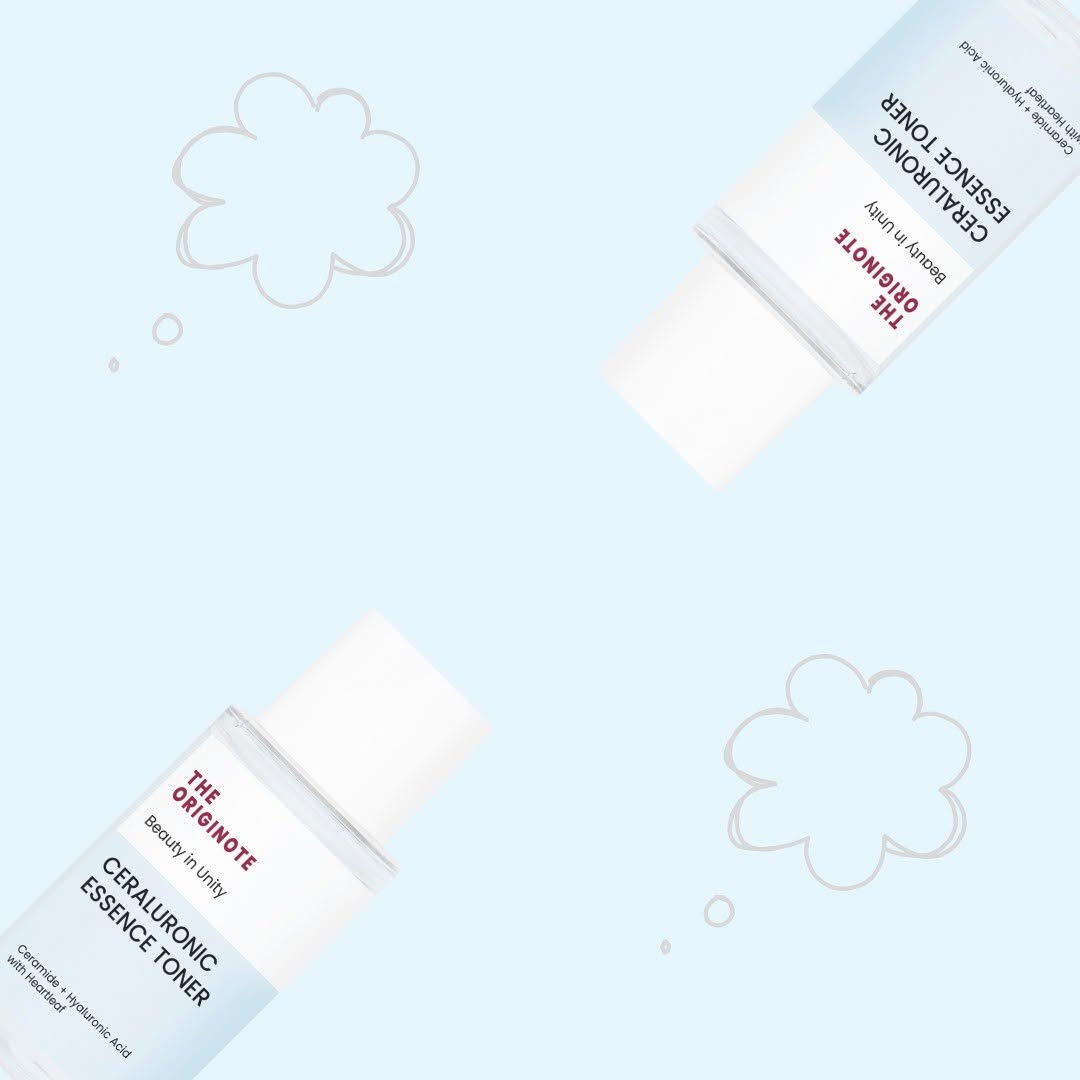 Ceramide + Hyaluronic Acid
with Heartleaf
CERALURONIC
ESSENCE TONER
Beauty in Unity
THE
ORIGINOTE
THE
ORIGINOTE
Beauty in Unity
CERALURONIC
ESSENCE TONER
Ceramide + Hyaluronic Acid
with Heartleaf